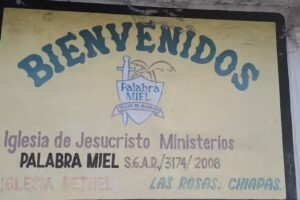 BIENVENIDOS
Palabra
MIEL
Iglesia de Jesucristo Ministerios
PALABRA MIEL S.G.A.R./3174/2008
IGLESIA BETHEL LAS ROSAS, CHIAPAS.